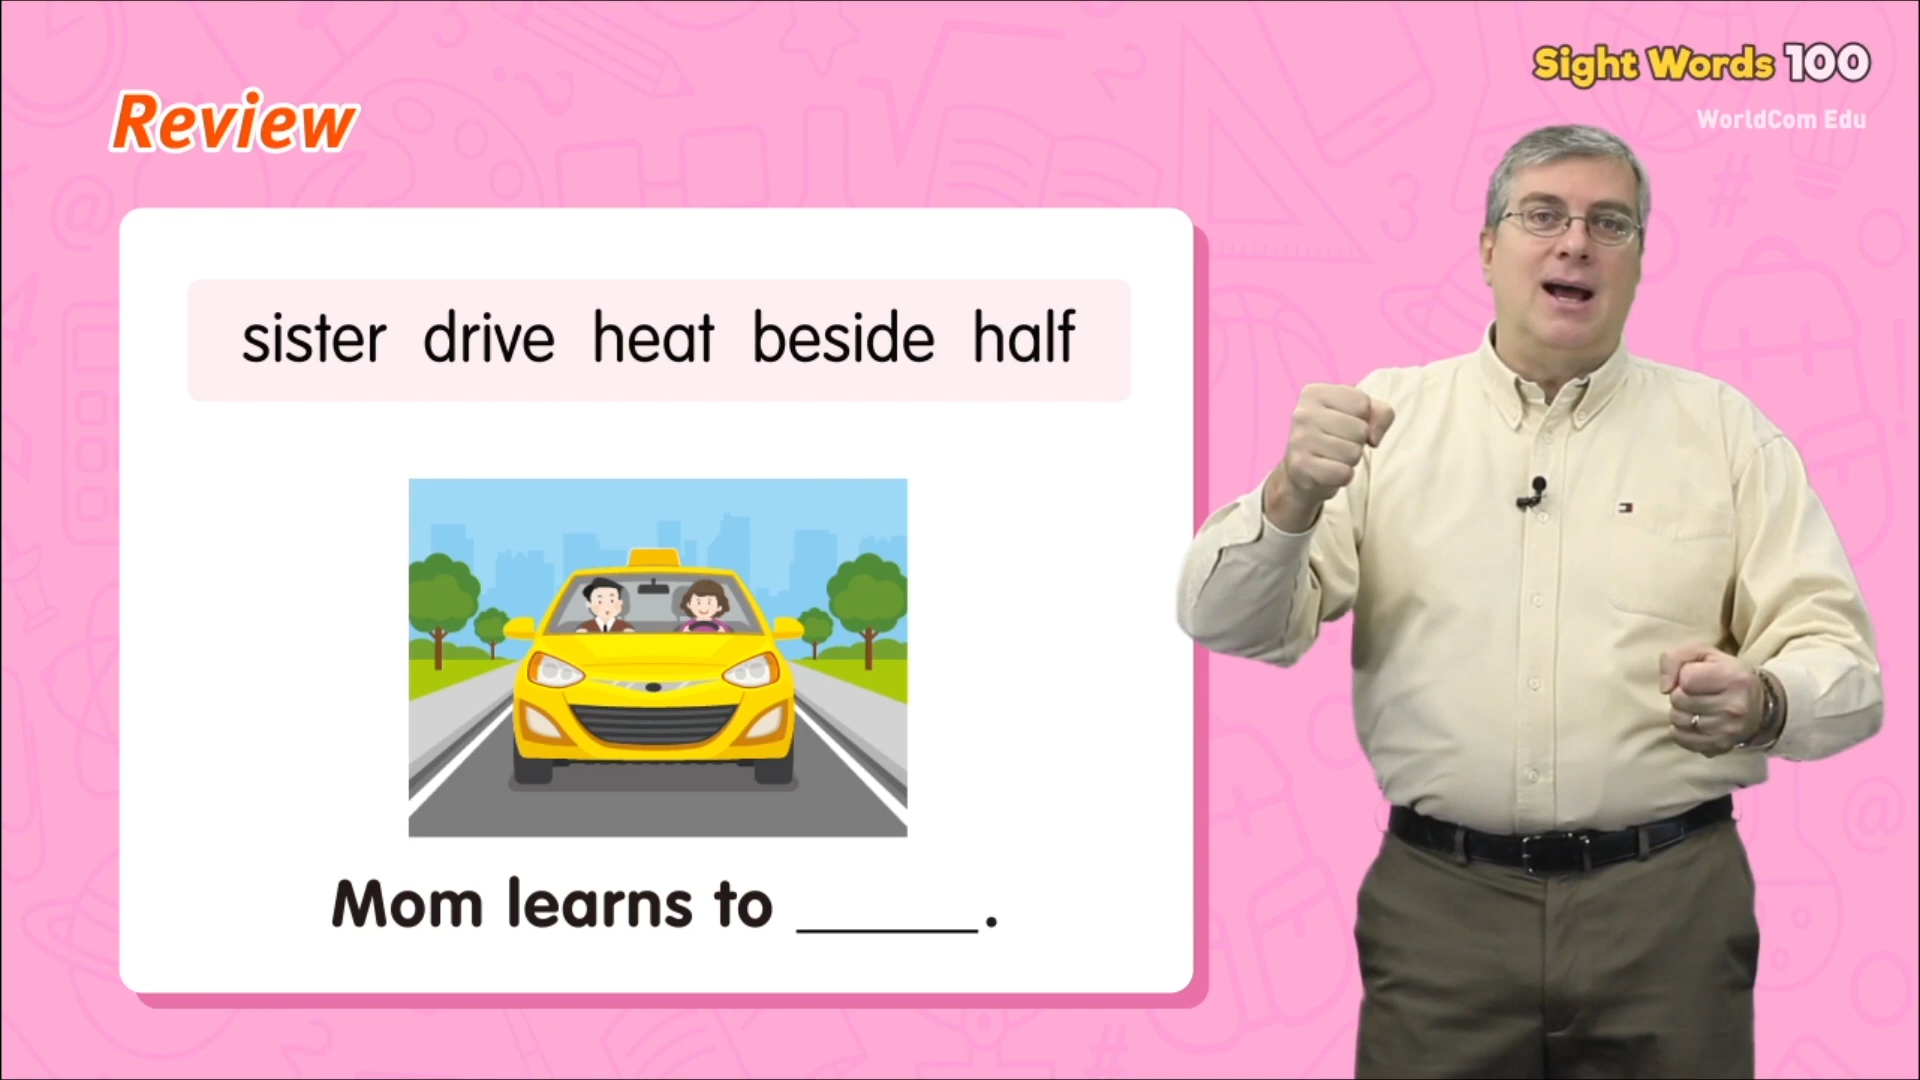 Sight Words 100
WorldCom Edu
Review
sister drive heat beside half
Mom learns to ______.